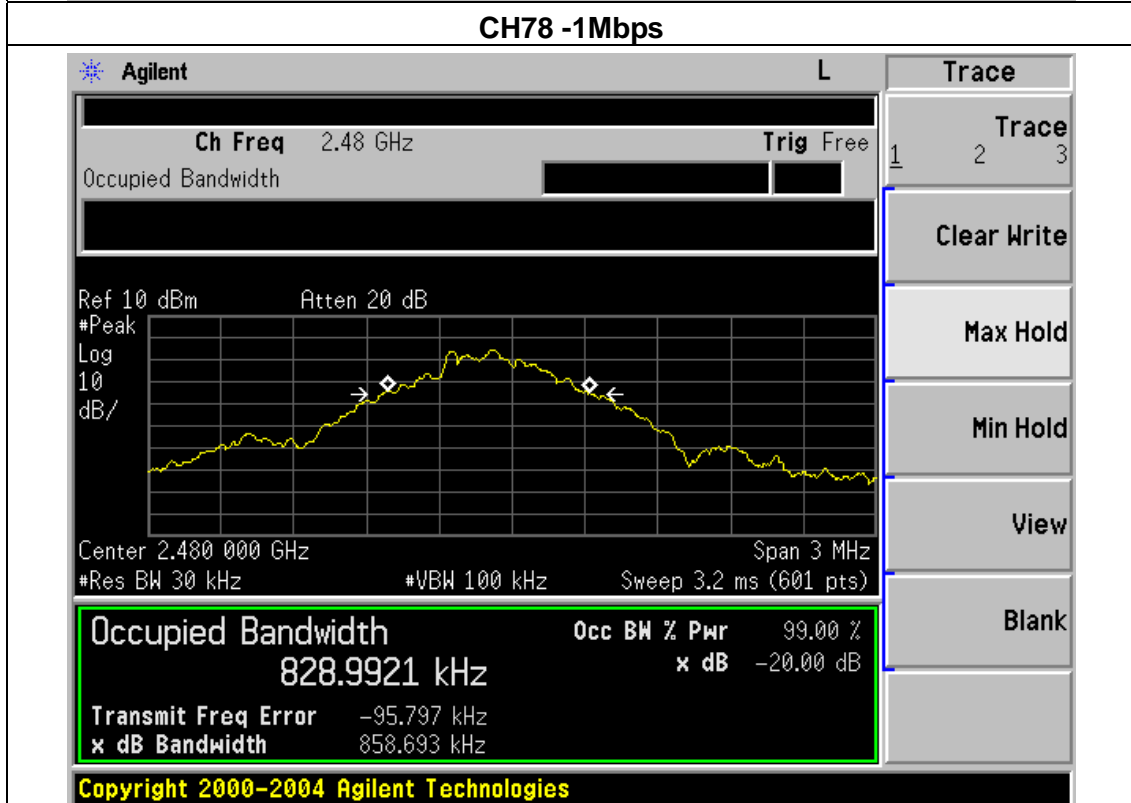 CH78 -1Mbps
Agilent L Trace
Ch Freq 2.48 GHz Trig Free
Occupied Bandwidth
Trace
1 2 3
Clear Write
Max Hold
Min Hold
View
Blank
Ref 10 dBm Atten 20 dB
#Peak
Log
10
dB/
Center 2.480 000 GHz Span 3 MHz
#Res BW 30 kHz #VBW 100 kHz Sweep 3.2 ms (601 pts)
Occupied Bandwidth Occ BW % Pwr 99.00 %
828.9921 kHz x dB -20.00 dB
Transmit Freq Error -95.797 kHz
x dB Bandwidth 858.693 kHz
Copyright 2000-2004 Agilent Technologies